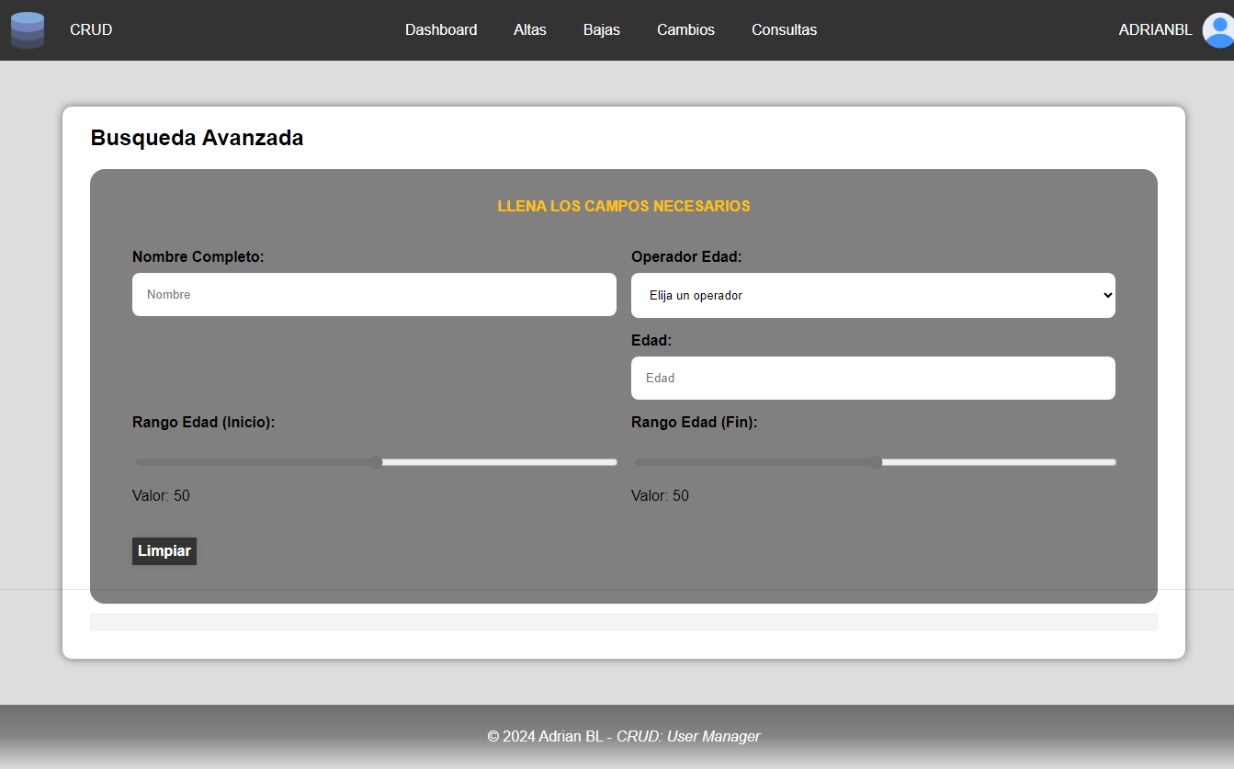 CRUD Dashboard Altas Bajas Cambios Consultas ADRIANBL
Busqueda Avanzada
LLENA LOS CAMPOS NECESARIOS
Nombre Completo: Operador Edad:
Nombre Elija un operador
Edad:
Edad
Rango Edad (Inicio): Rango Edad (Fin):
Valor: 50 Valor: 50
Limpiar
© 2024 Adrian BL - CRUD: User Manager